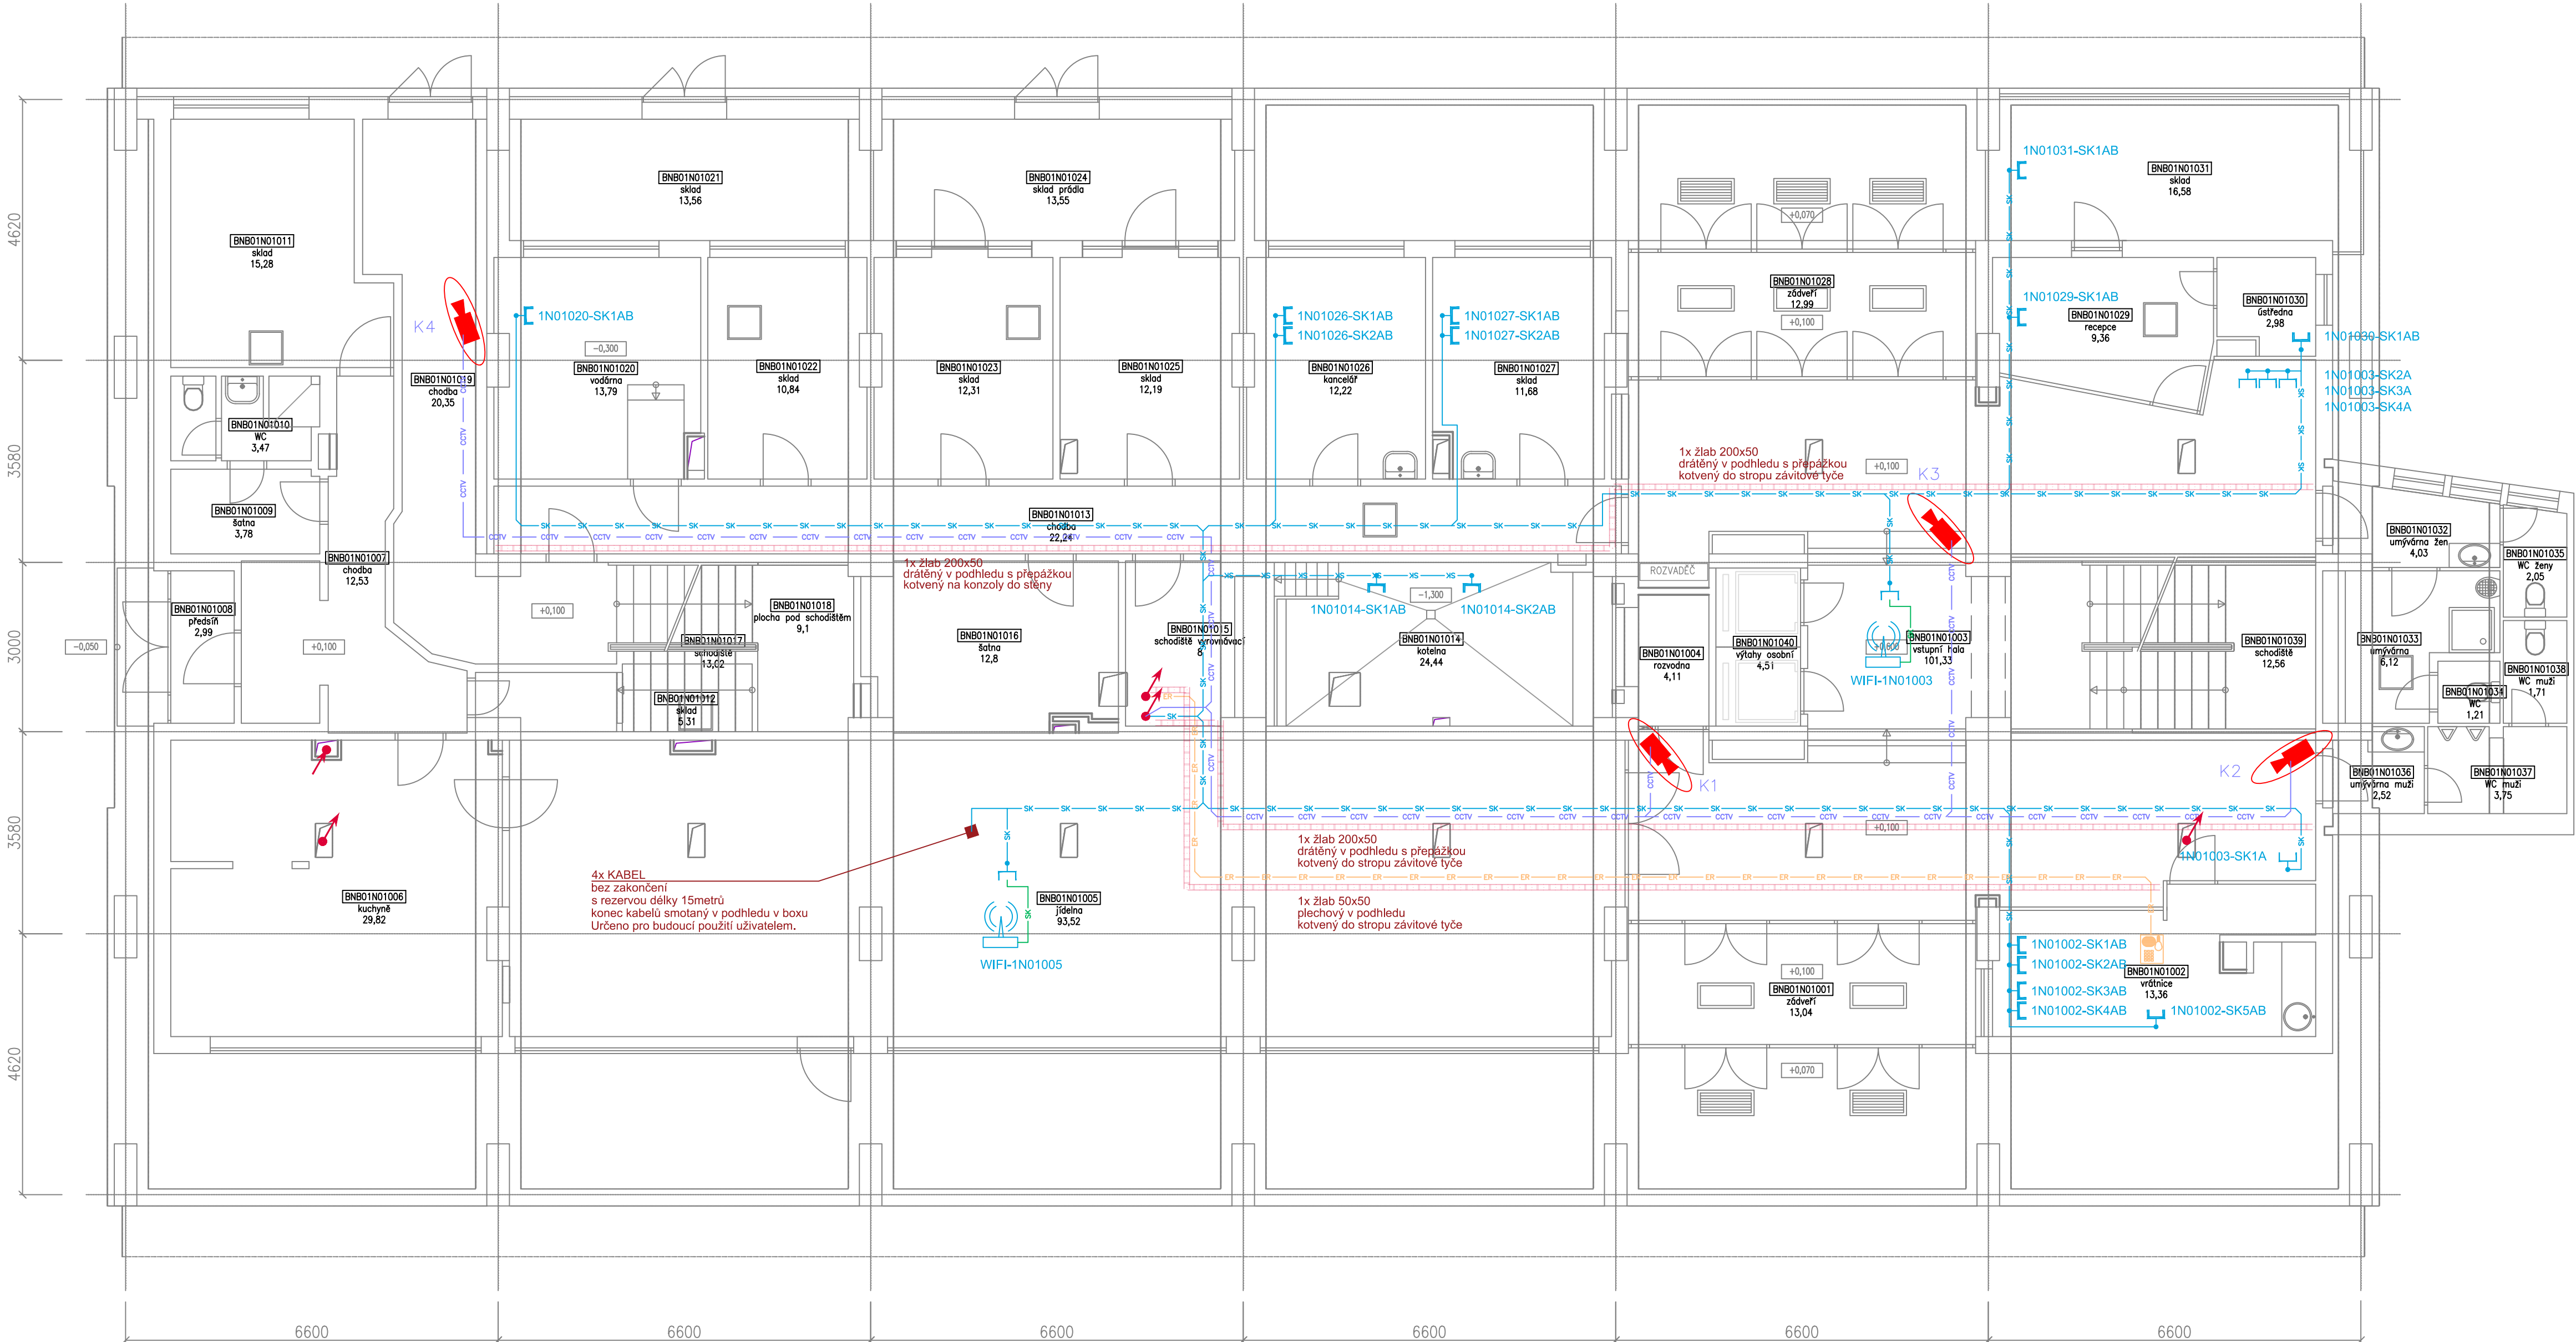 BNB01N01021
sklad
13,56
BNB01N01024
sklad prádla
13,55
1N01031-SK1AB
BNB01N01031
sklad
16,58
+0,070
4620
BNB01N01011
sklad
15,28
K4
1N01020-SK1AB
-0,300
BNB01N01020
vodárna
13,79
BNB01N01022
sklad
10,84
BNB01N01023
sklad
12,31
BNB01N01025
sklad
12,19
1N01026-SK1AB
1N01026-SK2AB
BNB01N01026
kancelář
12,22
1N01027-SK1AB
1N01027-SK2AB
BNB01N01027
sklad
11,68
BNB01N01028
zádveří
12,99
+0,100
1N01029-SK1AB
BNB01N01029
recepce
9,36
BNB01N01030
ústředna
2,98
1N01030-SK1AB
1N01003-SK2A
1N01003-SK3A
1N01003-SK4A
BNB01N01019
chodba
20,35
BNB01N01010
WC
3,47
3580
BNB01N01009
šatna
3,78
1x žlab 200x50
drátěný v podhledu s přepážkou
kotvený do stropu závitové tyče
+0,100
K3
BNB01N01013
chodba
22,24
BNB01N01007
chodba
12,53
1x žlab 200x50
drátěný v podhledu s přepážkou
kotvený na konzoly do stěny
BNB01N01032
umývárna žen
4,03
BNB01N01035
WC ženy
2,05
ROZVADĚČ
3000
-0,050
BNB01N01008
předsíň
2,99
+0,100
+0,100
BNB01N01018
plocha pod schodištěm
9,1
BNB01N01017
schodiště
13,02
BNB01N01012
sklad
5,31
BNB01N01016
šatna
12,8
BNB01N01015
schodiště vyrovnávací
8
1N01014-SK1AB
-1,300
1N01014-SK2AB
BNB01N01014
kotelna
24,44
BNB01N01004
rozvodna
4,11
BNB01N01040
výtahy osobní
4,51
BNB01N01003
vstupní hala
101,33
WIFI-1N01003
BNB01N01039
schodiště
12,56
BNB01N01033
umývárna
6,12
BNB01N01038
WC muži
1,71
BNB01N01034
WC
1,21
K1
K2
BNB01N01036
umývárna muži
2,52
BNB01N01037
WC muži
3,75
3580
+0,100
1N01003-SK1A
1x žlab 200x50
drátěný v podhledu s přepážkou
kotvený do stropu závitové tyče
4x KABEL
bez zakončení
s rezervou délky 15metrů
konec kabelů smotaný v podhledu v boxu
Určeno pro budoucí použití uživatelem.
BNB01N01006
kuchyně
29,82
BNB01N01005
jídelna
93,52
WIFI-1N01005
1x žlab 50x50
plechový v podhledu
kotvený do stropu závitové tyče
1N01002-SK1AB
1N01002-SK2AB
1N01002-SK3AB
1N01002-SK4AB
1N01002-SK5AB
BNB01N01002
vrátnice
13,36
+0,100
BNB01N01001
zádveří
13,04
+0,070
4620
6600
6600
6600
6600
6600
6600